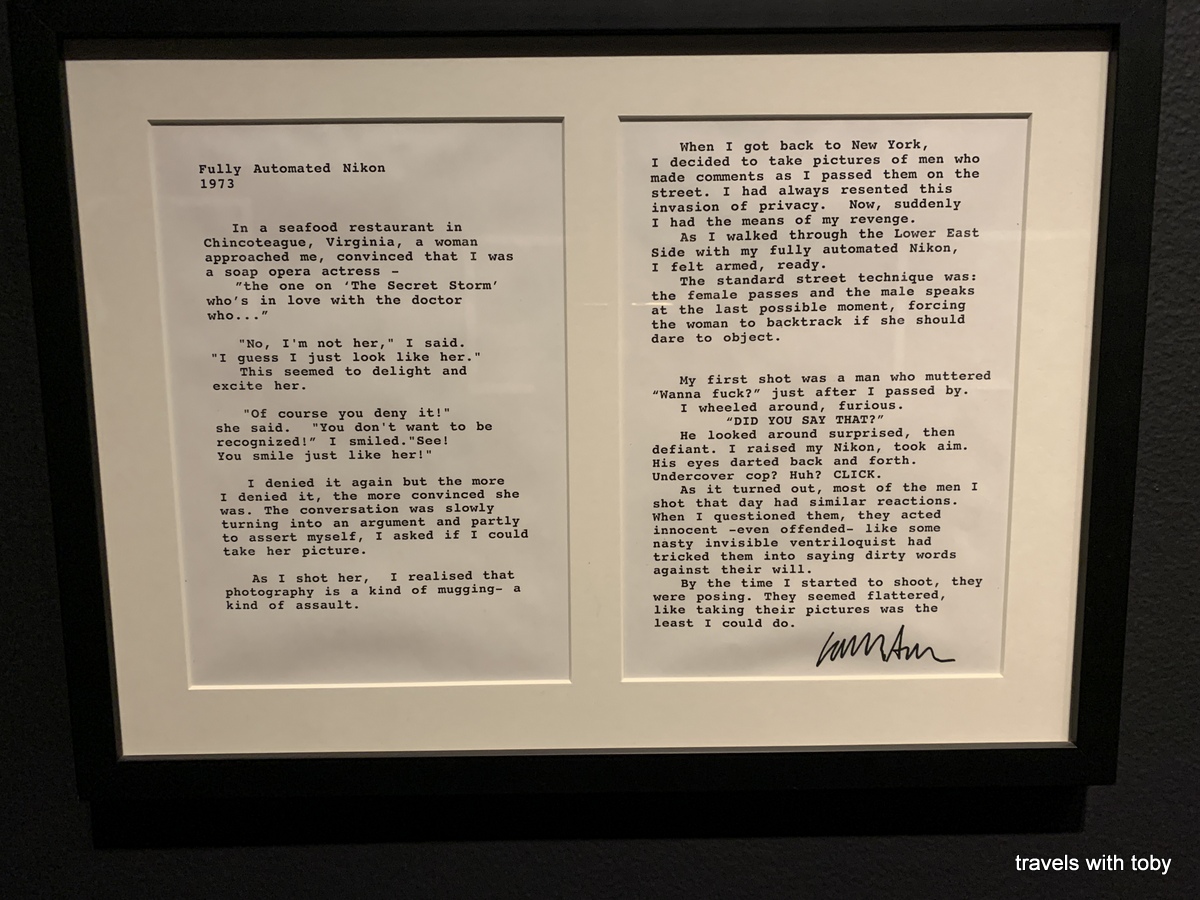 Fully Automated Nikon
1973
In a seafood restaurant in
Chincoteague, Virginia, a woman
approached me, convinced that I was
a soap opera actress –
"the one on ‘The Secret Storm’
who’s in love with the doctor
who..."
"No, I'm not her," I said.
"I guess I just look like her."
This seemed to delight and
excite her.
"Of course you deny it!"
she said. "You don't want to be
recognized!” I smiled."See!
You smile just like her!"
I denied it again but the more
I denied it, the more convinced she
was. The conversation was slowly
turning into an argument and partly
to assert myself, I asked if I could
take her picture.
As I shot her, I realised that
photography is a kind of mugging– a
kind of assault.
When I got back to New York,
I decided to take pictures of men who
made comments as I passed them on the
street. I had always resented this
invasion of privacy. Now, suddenly
I had the means of my revenge.
As I walked through the Lower East
Side with my fully automated Nikon,
I felt armed, ready.
The standard street technique was:
the female passes and the male speaks
at the last possible moment, forcing
the woman to backtrack if she should
dare to object.
My first shot was a man who muttered
“Wanna fuck?” just after I passed by.
I wheeled around, furious.
“DID YOU SAY THAT?”
He looked around surprised, then
defiant. I raised my Nikon, took aim.
His eyes darted back and forth.
Undercover cop? Huh? CLICK.
As it turned out, most of the men I
shot that day had similar reactions.
When I questioned them, they acted
innocent –even offended– like some
nasty invisible ventriloquist had
tricked them into saying dirty words
against their will.
By the time I started to shoot, they
were posing. They seemed flattered,
like taking their pictures was the
least I could do.
travels with toby